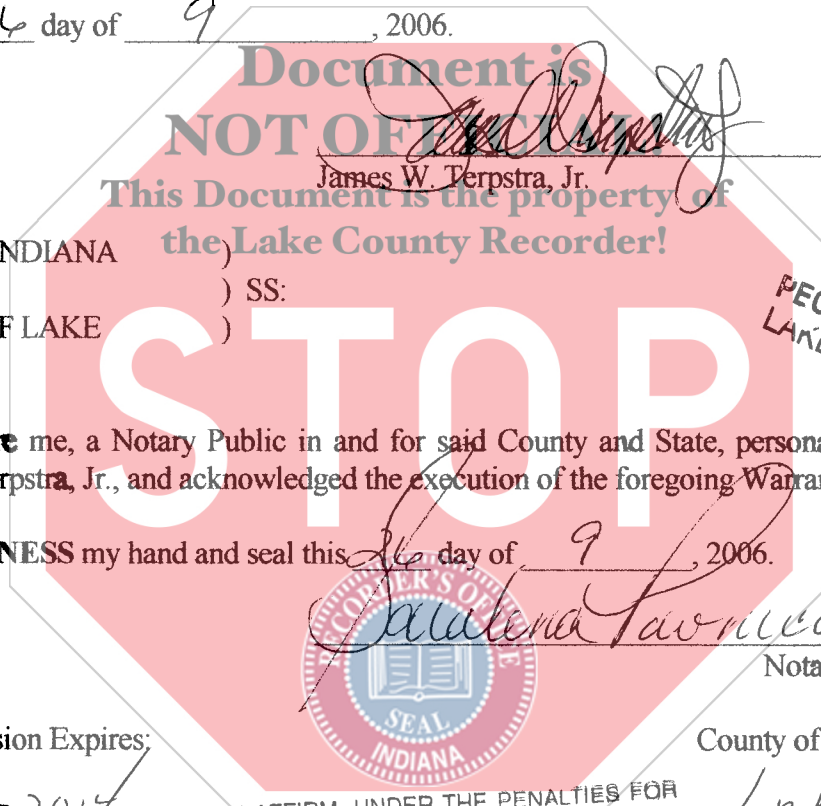 day of 9, 2006.
Document is
NOT OFFICIAL!
James W. Terpstra, Jr.
This Document is the property of
the Lake County Recorder!
NDIANA )
) SS:
F LAKE )
STOP
e me, a Notary Public in and for said County and State, persona
rpstra, Jr., and acknowledged the execution of the foregoing Warran
NESS my hand and seal this 26 day of 9, 2006.
RECORDER'S OFFICE
Nota
SEAL
INDIANA
sion Expires:
County of
UNDER THE PENALTIES FOR